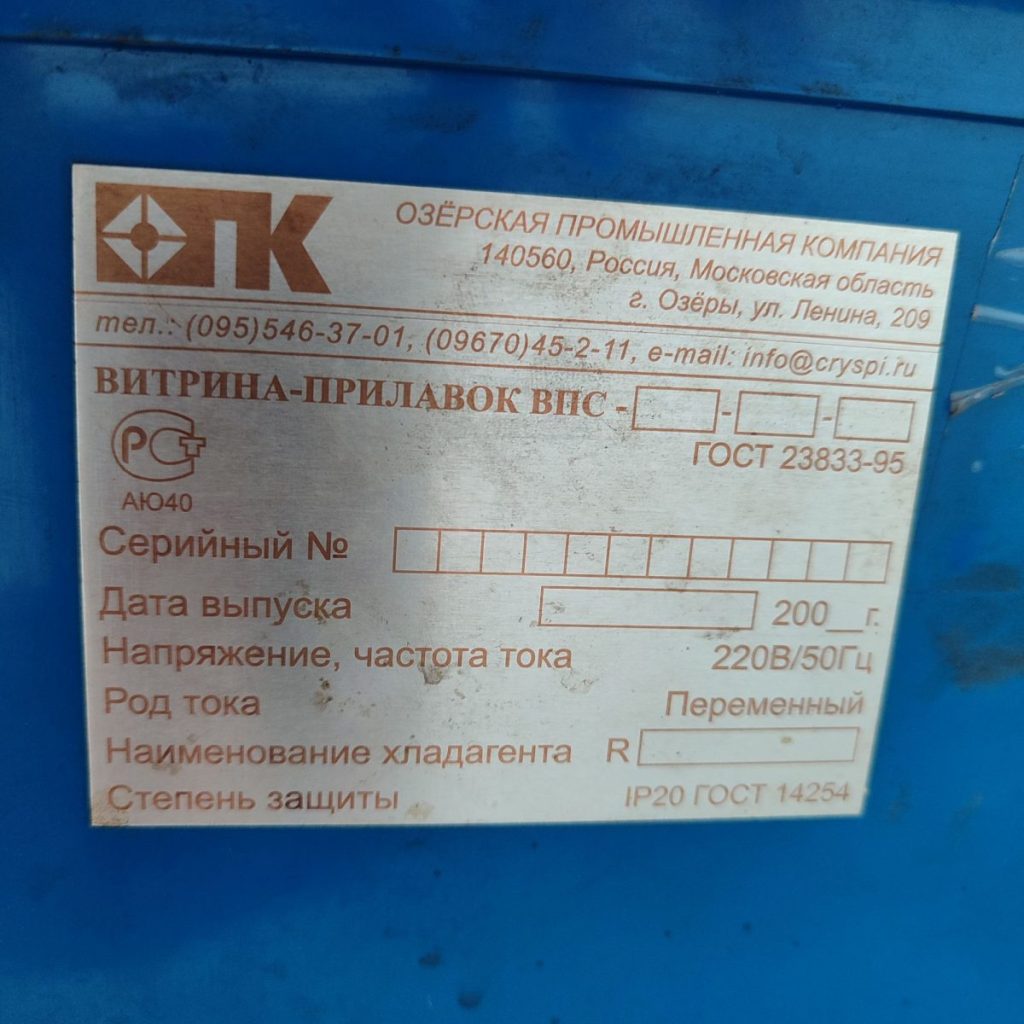 ОПК
ОЗЁРСКАЯ ПРОМЫШЛЕННАЯ КОМПАНИЯ
140560, Россия, Московская область
г. Озёры, ул. Ленина, 209
тел.: (095)546-37-01, (09670)45-2-11, e-mail: info@cryspi.ru
ВИТРИНА-ПРИЛАВОК ВПС - - -
РСТ
ГОСТ 23833-95
АЮ40
Серийный №
Дата выпуска 200__г.
Напряжение, частота тока 220В/50Гц
Род тока Переменный
Наименование хладагента R
Степень защиты IP20 ГОСТ 14254